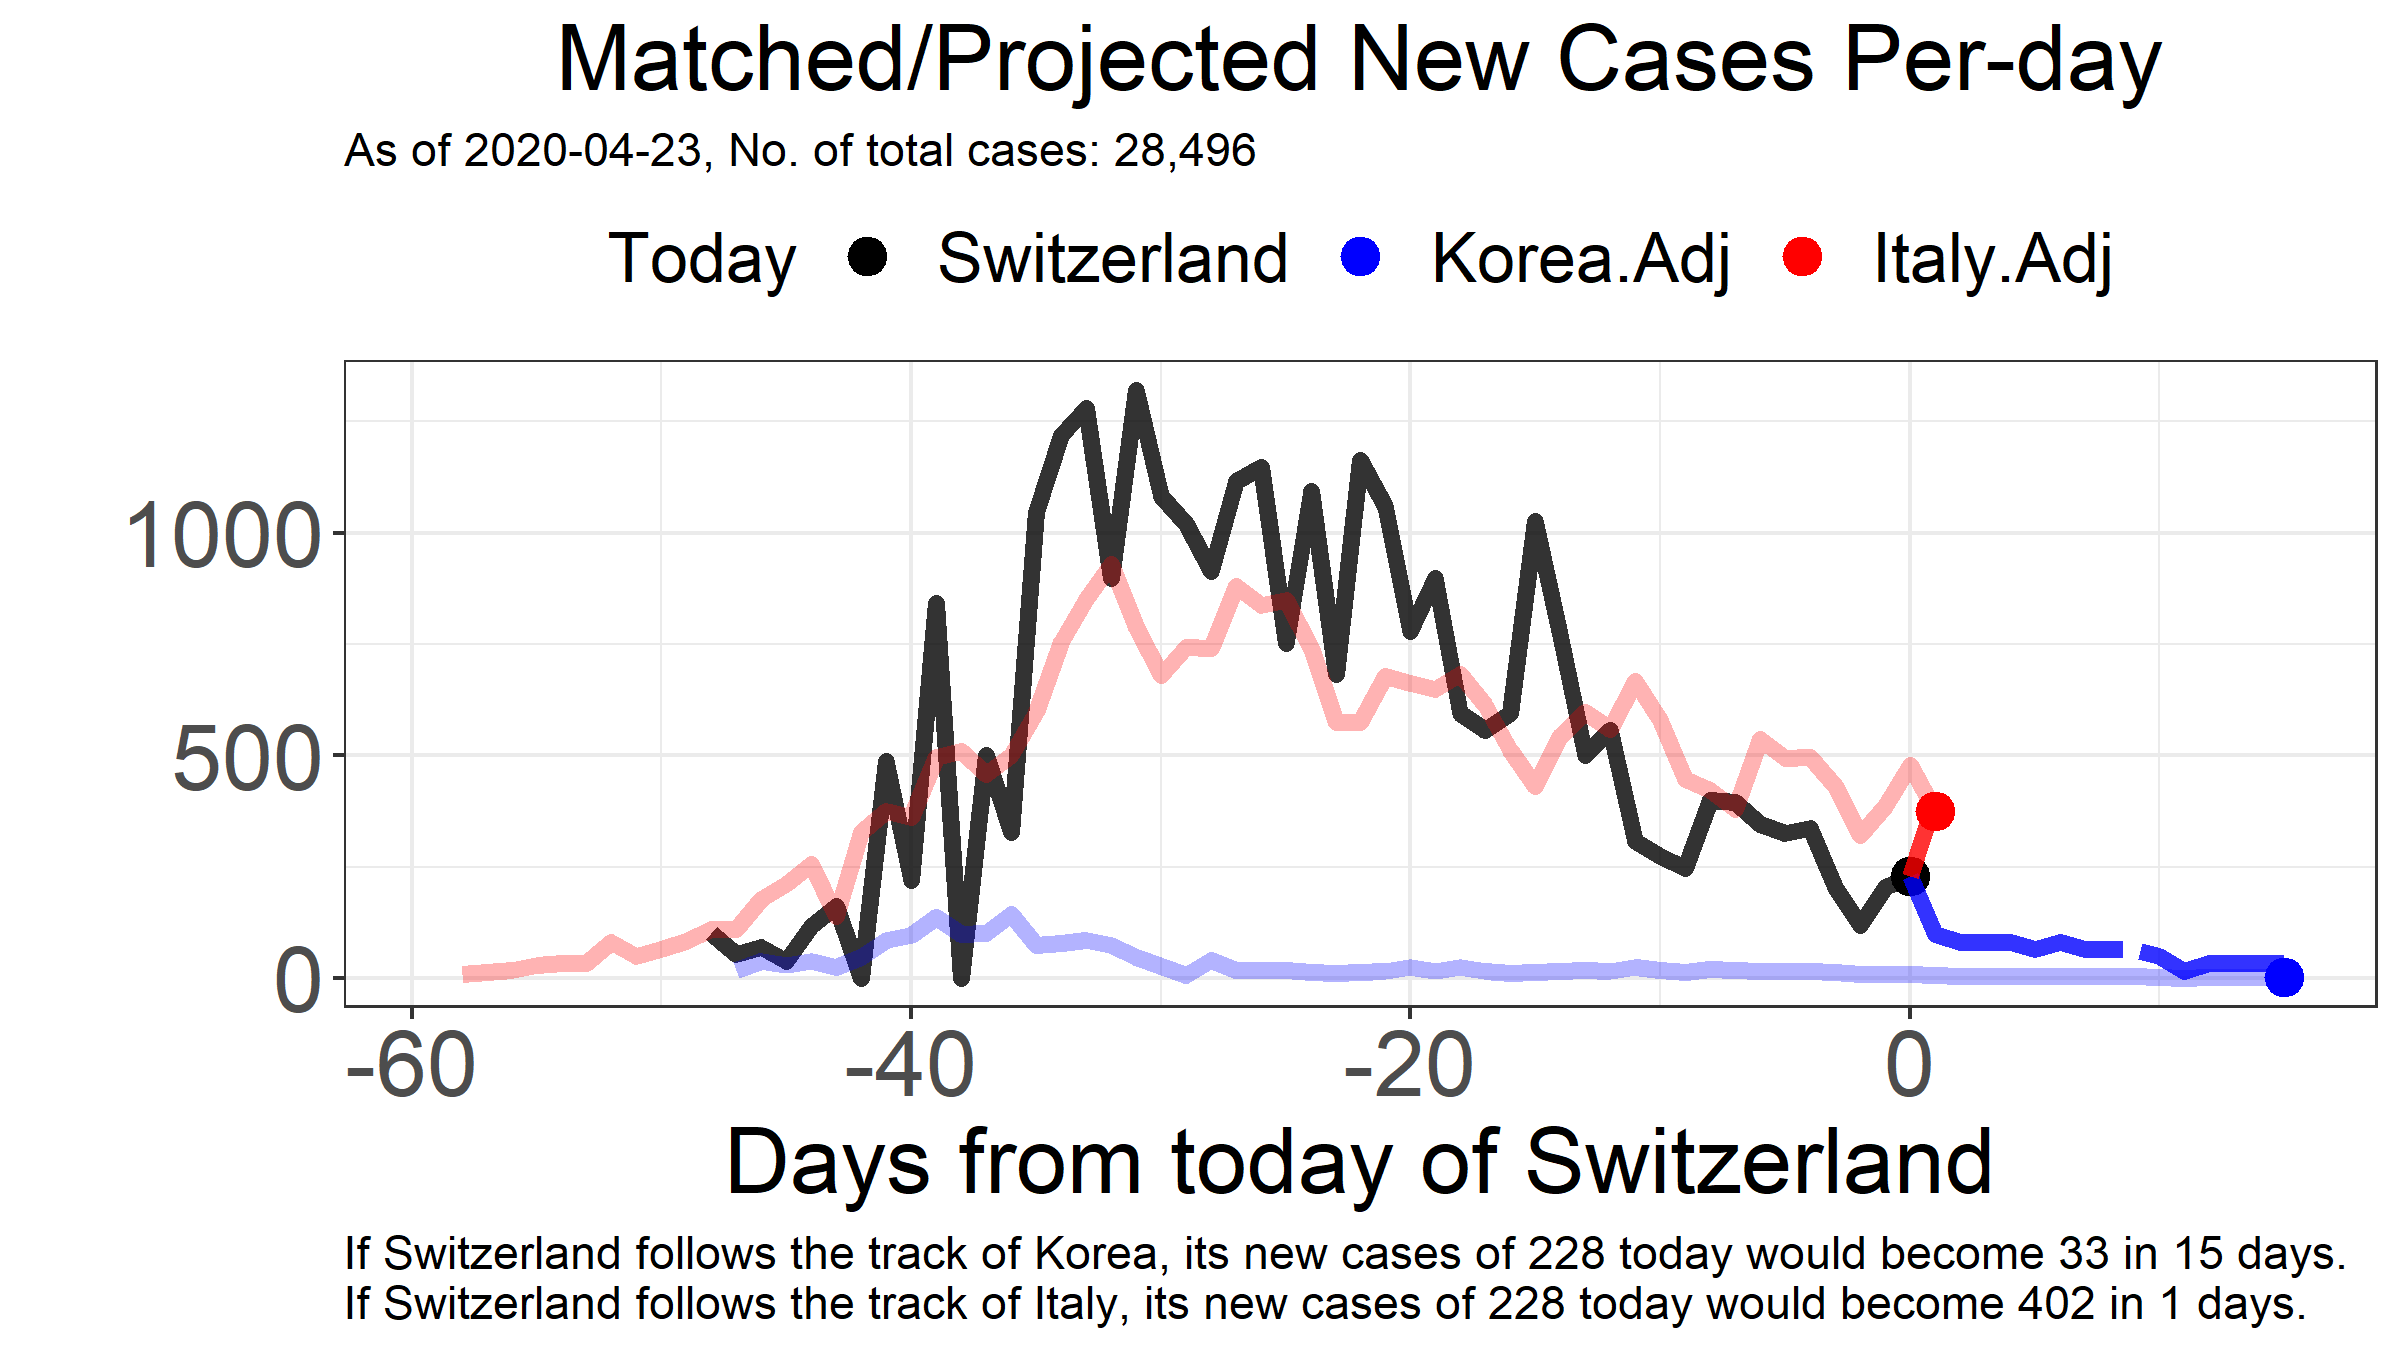 Matched/Projected New Cases Per-day
As of 2020-04-23, No. of total cases: 28,496
Today Switzerland Korea.Adj Italy.Adj
1000
500
0
-60 -40 -20 0
Days from today of Switzerland
If Switzerland follows the track of Korea, its new cases of 228 today would become 33 in 15 days.
If Switzerland follows the track of Italy, its new cases of 228 today would become 402 in 1 days.